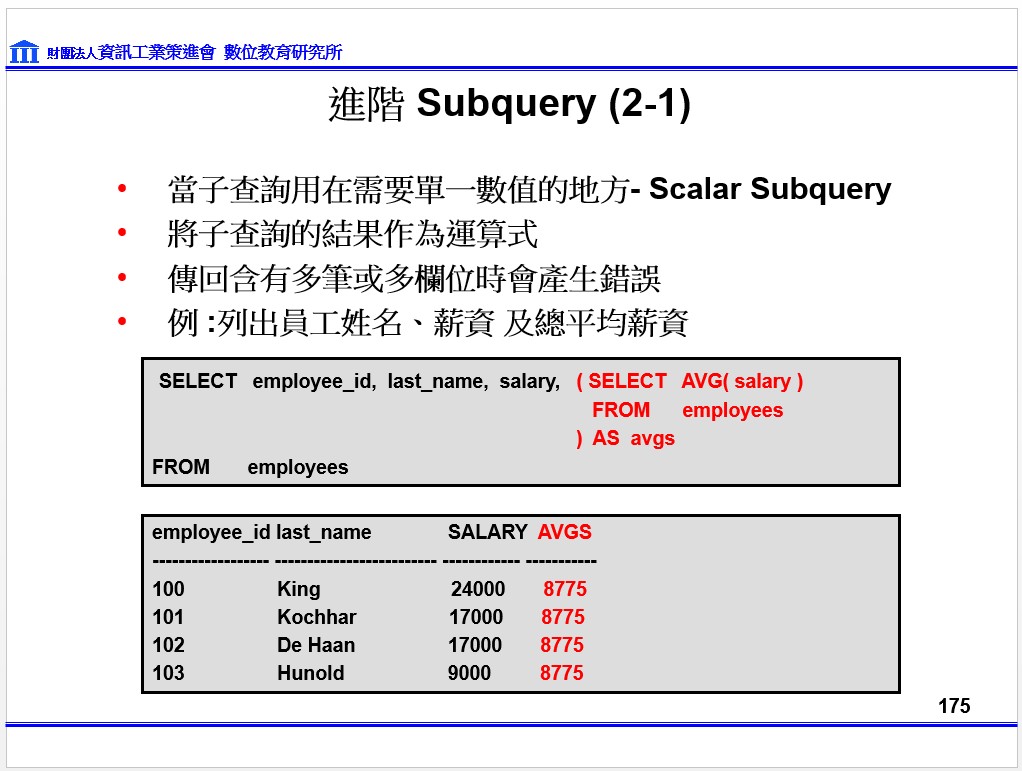 財團法人資訊工業策進會 數位教育研究所
進階 Subquery (2-1)
• 當子查詢用在需要單一數值的地方- Scalar Subquery
• 將子查詢的結果作為運算式
• 傳回含有多筆或多欄位時會產生錯誤
• 例 :列出員工姓名、薪資 及總平均薪資
SELECT employee_id, last_name, salary, ( SELECT AVG( salary )
FROM employees
) AS avgs
FROM employees
employee_id last_name SALARY AVGS
------------------ ------------------------- ------------ -----------
100 King 24000 8775
101 Kochhar 17000 8775
102 De Haan 17000 8775
103 Hunold 9000 8775
175